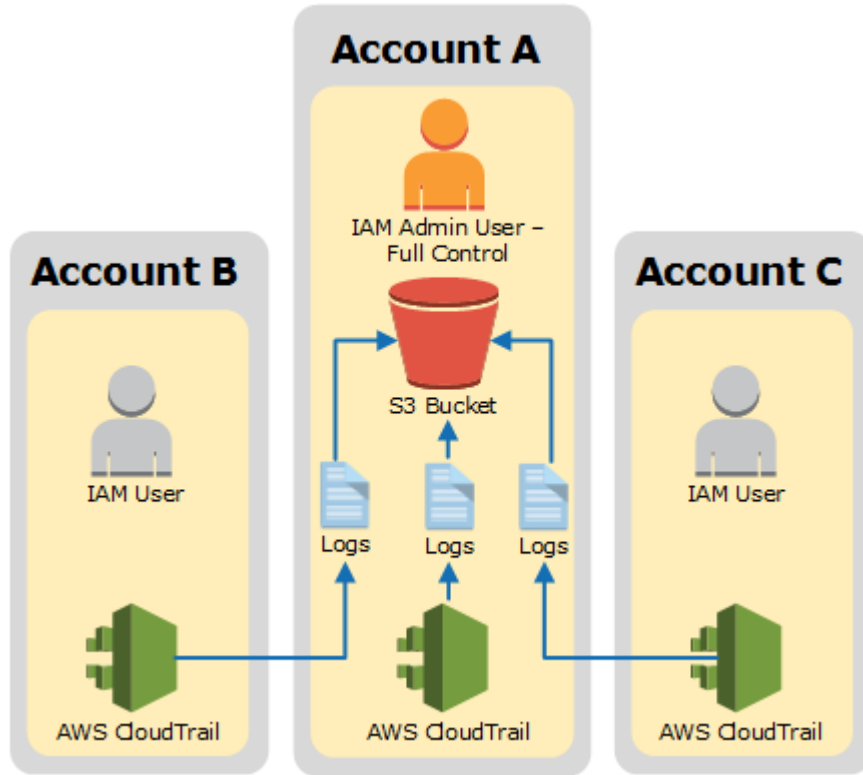 Account A
IAM Admin User –
Full Control
S3 Bucket
Logs
Logs
Logs
AWS CloudTrail
Account B
IAM User
AWS CloudTrail
Account C
IAM User
AWS CloudTrail